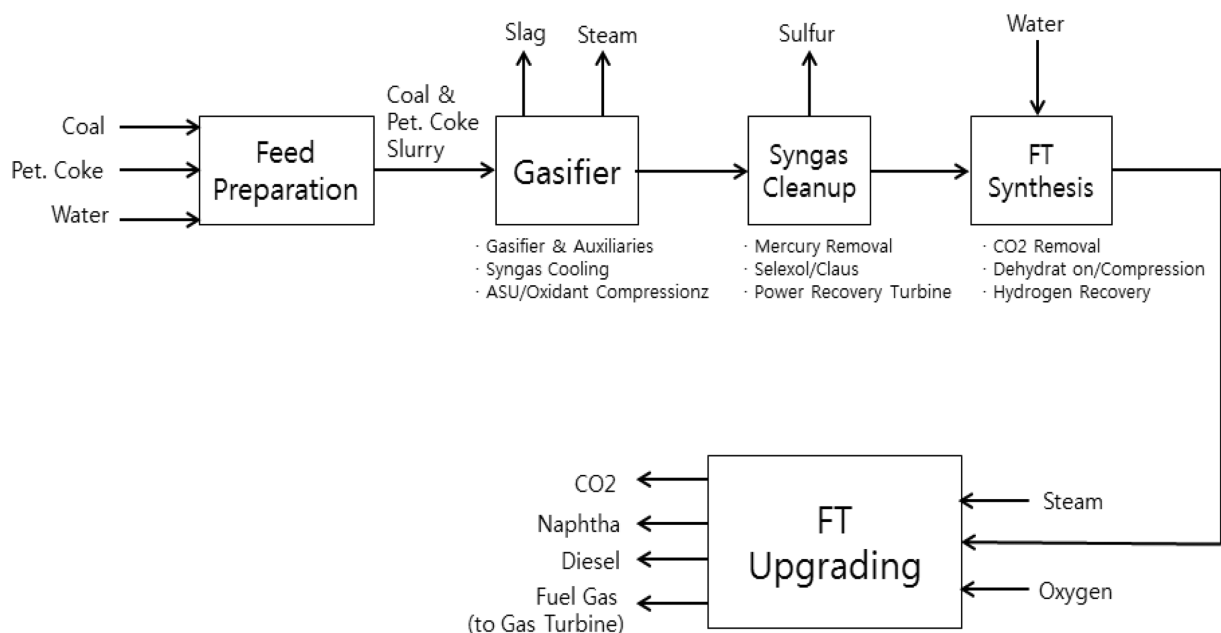 Slag
Steam
Sulfur
Water
Coal
Pet. Coke
Water
Feed
Preparation
Coal &
Pet. Coke
Slurry
Gasifier
Syngas
Cleanup
FT
Synthesis
· Gasifier & Auxiliaries
· Syngas Cooling
· ASU/Oxidant Compressionz
· Mercury Removal
· Selexol/Claus
· Power Recovery Turbine
· CO2 Removal
· Dehydrat on/Compression
· Hydrogen Recovery
CO2
Naphtha
Diesel
Fuel Gas
(to Gas Turbine)
FT
Upgrading
Steam
Oxygen